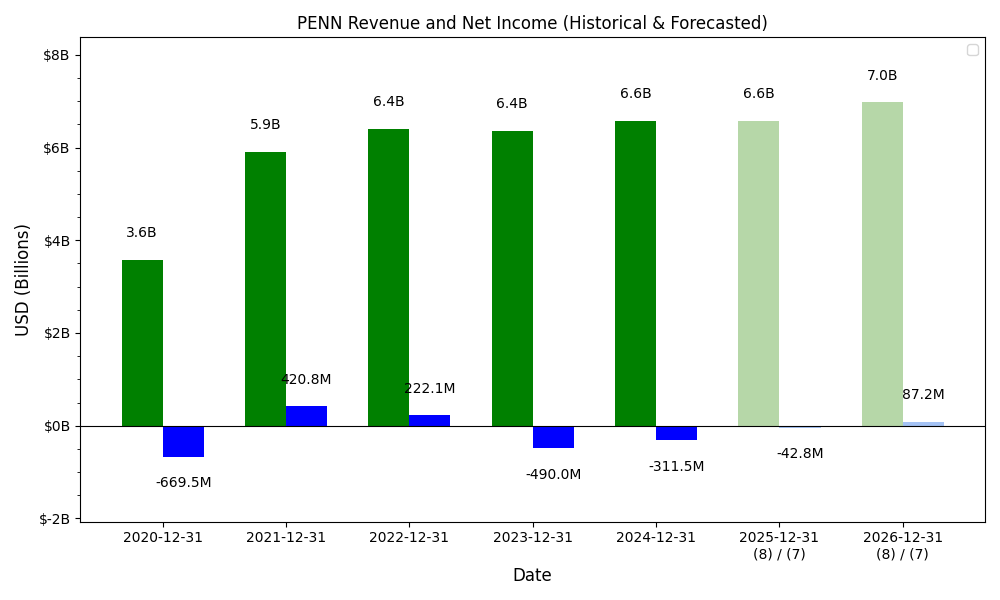 PENN Revenue and Net Income (Historical & Forecasted)
$8B
$6B
$4B
$2B
$0B
$-2B
USD (Billions)
3.6B
5.9B
6.4B
6.4B
6.6B
6.6B
7.0B
-669.5M
420.8M
222.1M
-490.0M
-311.5M
-42.8M
87.2M
2020-12-31
2021-12-31
2022-12-31
2023-12-31
2024-12-31
2025-12-31
(8) / (7)
2026-12-31
(8) / (7)
Date